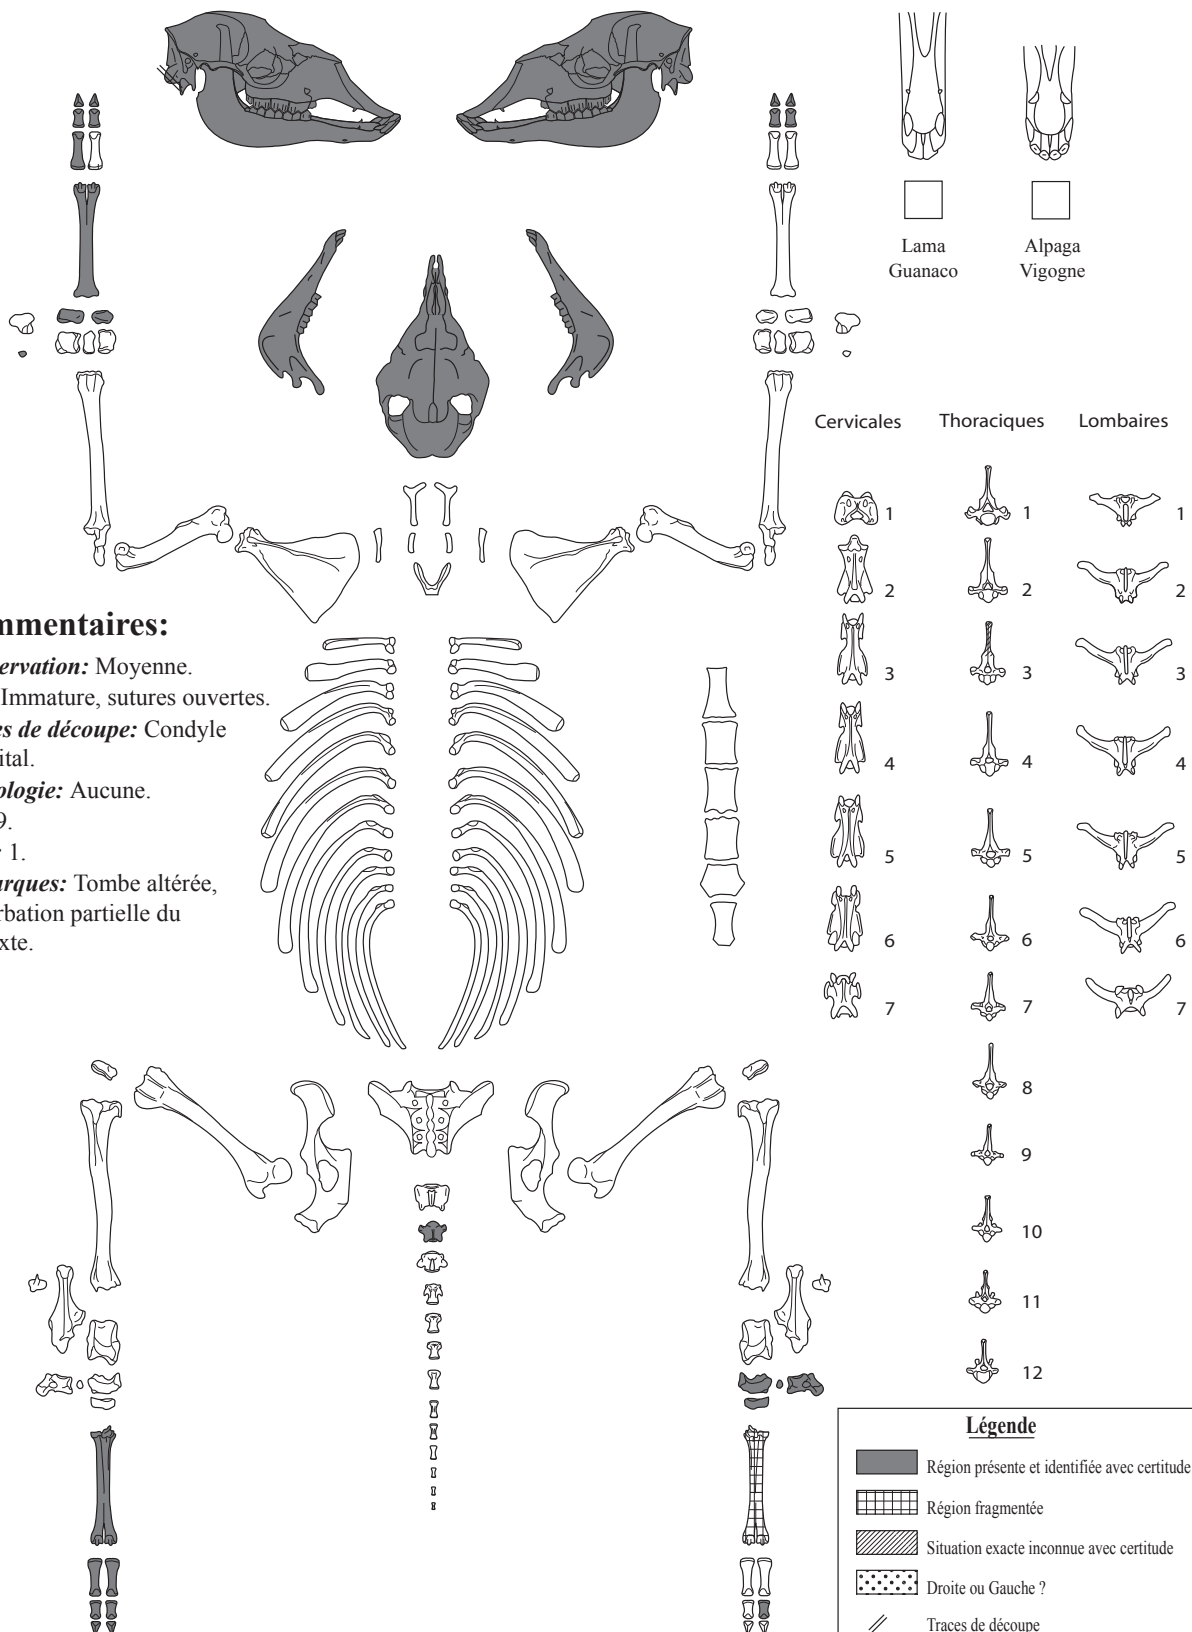 Lama
Guanaco
Alpaga
Vigogne
Cervicales
Thoraciques
Lombaires
1
2
3
4
5
6
7
1
2
3
4
5
6
7
8
9
10
11
12
1
2
3
4
5
6
7
mmentaires:
servation: Moyenne.
Immature, sutures ouvertes.
es de découpe: Condyle
ital.
ologie: Aucune.
9.
: 1.
arques: Tombe altérée,
rbation partielle du
exte.
Légende
Région présente et identifiée avec certitude
Région fragmentée
Situation exacte inconnue avec certitude
Droite ou Gauche ?
Traces de découpe